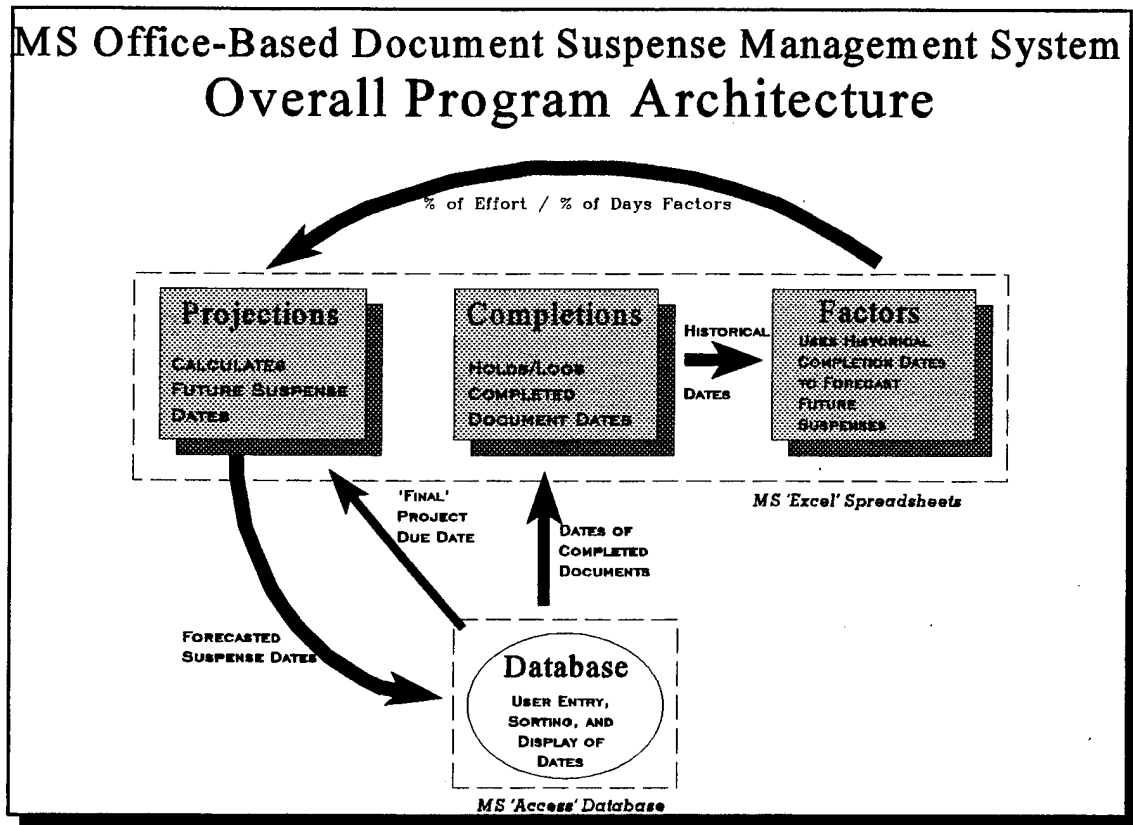 MS Office-Based Document Suspense Management System
Overall Program Architecture
% of Effort / % of Days Factors
Projections
CALCULATES
FUTURE SUSPENSE
DATES
Completions
HOLDS/LOGS
COMPLETED
DOCUMENT DATES
HISTORICAL
DATES
Factors
USES HISTORICAL
COMPLETION DATES
TO FORECAST
FUTURE
SUSPENSES
MS 'Excel' Spreadsheets
'FINAL'
PROJECT
DUE DATE
DATES OF
COMPLETED
DOCUMENTS
FORECASTED
SUSPENSE DATES
Database
USER ENTRY,
SORTING, AND
DISPLAY OF
DATES
MS 'Access' Database